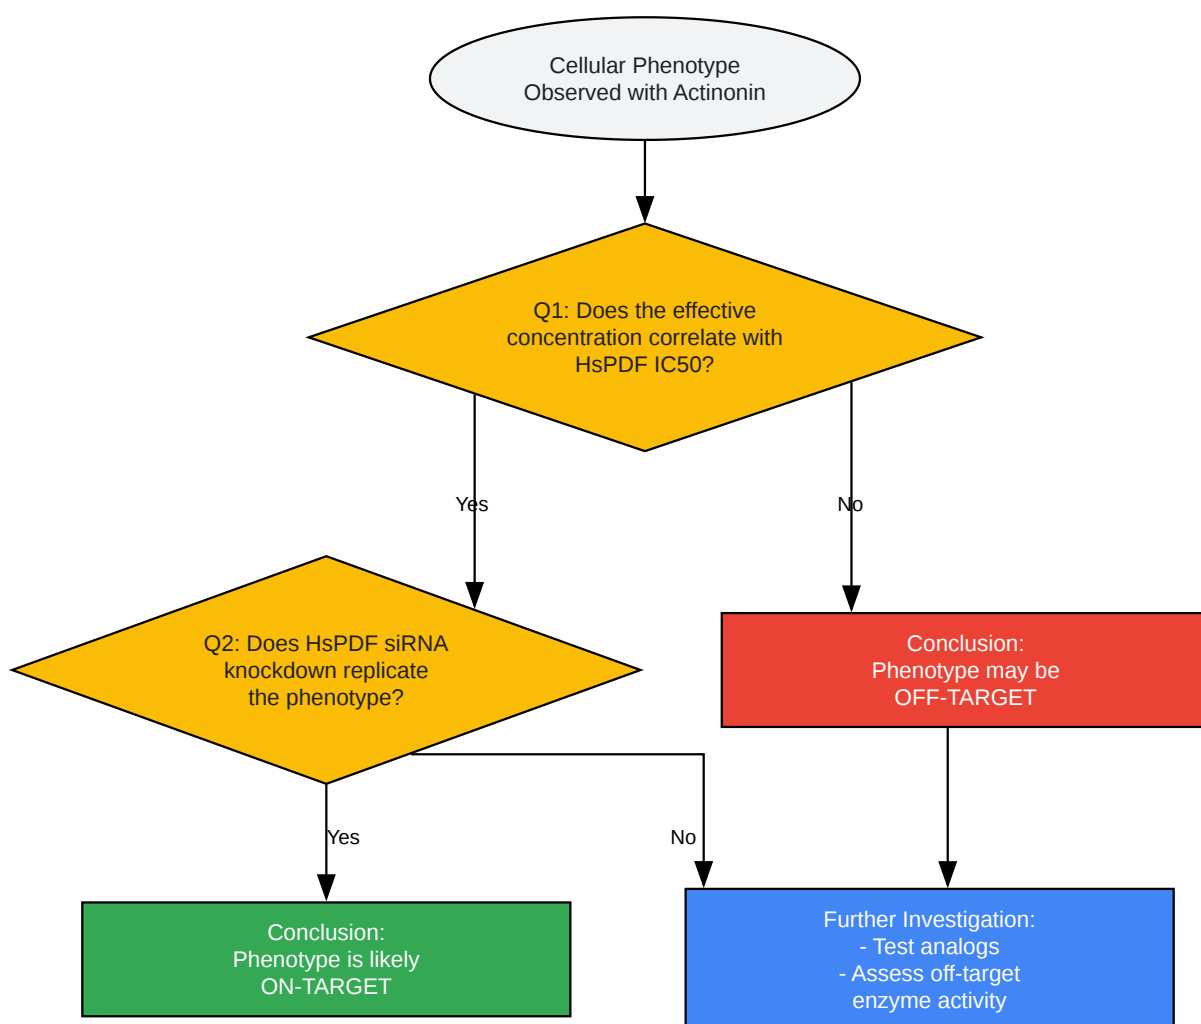 Cellular Phenotype
Observed with Actinonin
Q1: Does the effective
concentration correlate with
HsPDF IC50?
Yes
No
Q2: Does HsPDF siRNA
knockdown replicate
the phenotype?
Conclusion:
Phenotype may be
OFF-TARGET
Yes
No
Conclusion:
Phenotype is likely
ON-TARGET
Further Investigation:
- Test analogs
- Assess off-target
enzyme activity